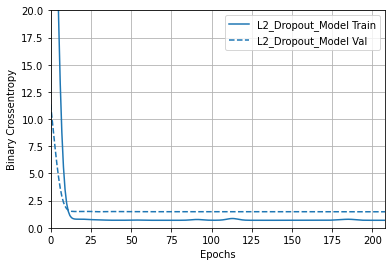 20.0
17.5
15.0
12.5
10.0
7.5
5.0
2.5
0.0
Binary Crossentropy
L2_Dropout_Model Train
L2_Dropout_Model Val
0 25 50 75 100 125 150 175 200
Epochs